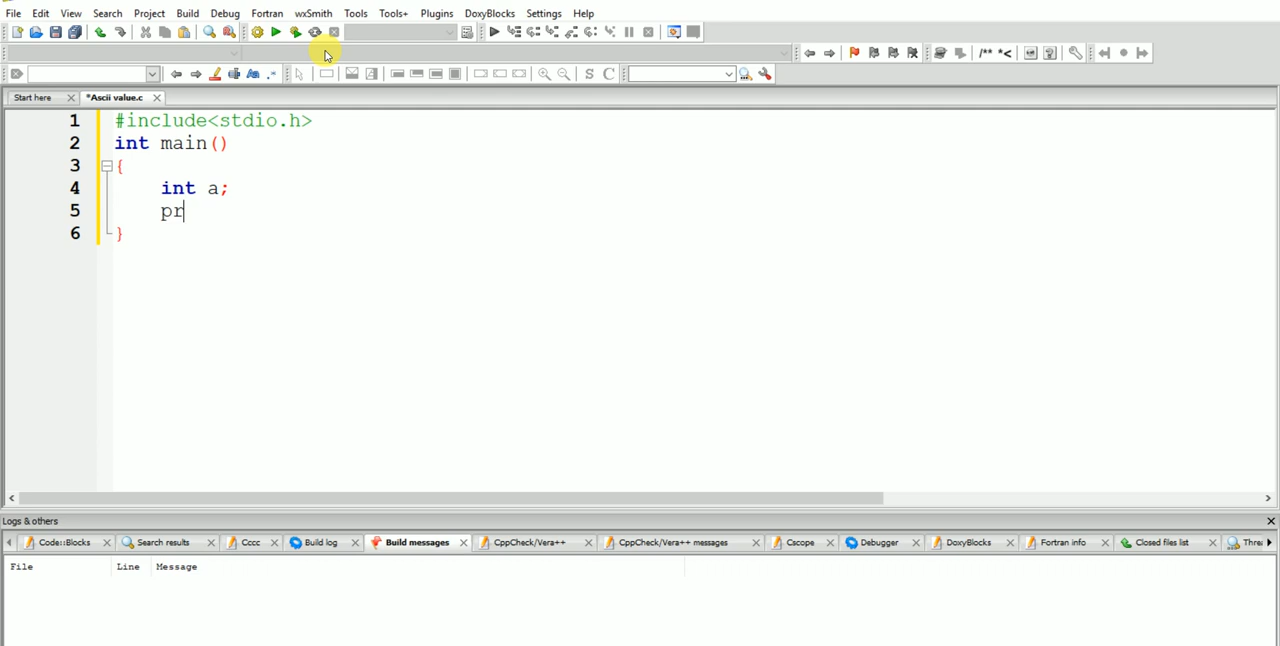 File Edit View Search Project Build Debug Fortran wxSmith Tools Tools+ Plugins DoxyBlocks Settings Help
/** *<
S C
Start here *Ascii value.c
1 #include<stdio.h>
2 int main()
3 {
4 int a;
5 pr
6 }
Logs & others
Code::Blocks Search results Cccc Build log Build messages CppCheck/Vera++ CppCheck/Vera++ messages Cscope Debugger DoxyBlocks Fortran info Closed files list Thre
File Line Message